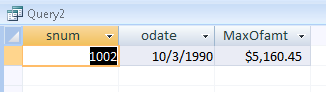 Query2
snum odate MaxOfamt
1002 10/3/1990 $5,160.45